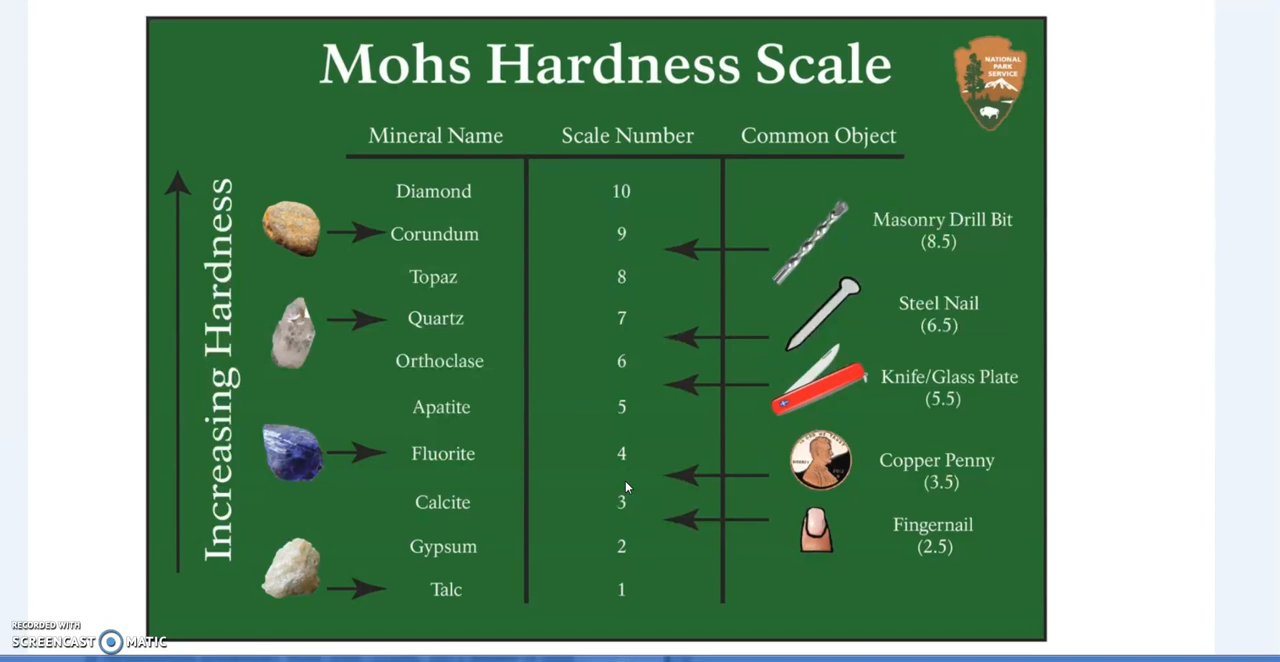 Mohs Hardness Scale
NATIONAL
PARK
SERVICE
Mineral Name Scale Number Common Object
Increasing Hardness
Diamond 10
Masonry Drill Bit
(8.5)
Corundum 9
Topaz 8
Steel Nail
(6.5)
Quartz 7
Orthoclase 6
Knife/Glass Plate
(5.5)
Apatite 5
Fluorite 4
Copper Penny
(3.5)
Calcite 3
Fingernail
(2.5)
Gypsum 2
Talc 1
RECORDED WITH
SCREENCAST MATIC